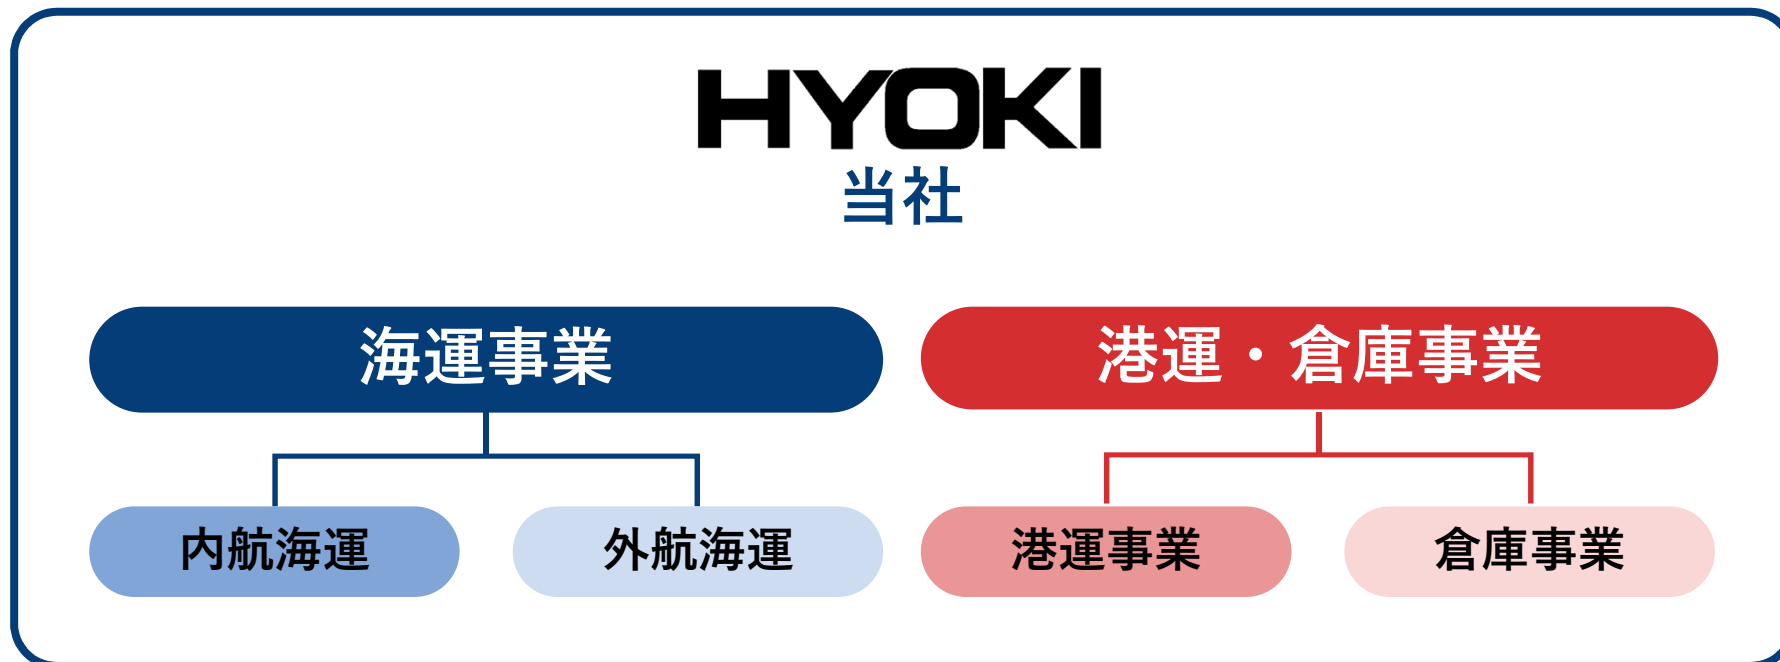 HYOKI
当社
海運事業
港運・倉庫事業
内航海運
外航海運
港運事業
倉庫事業